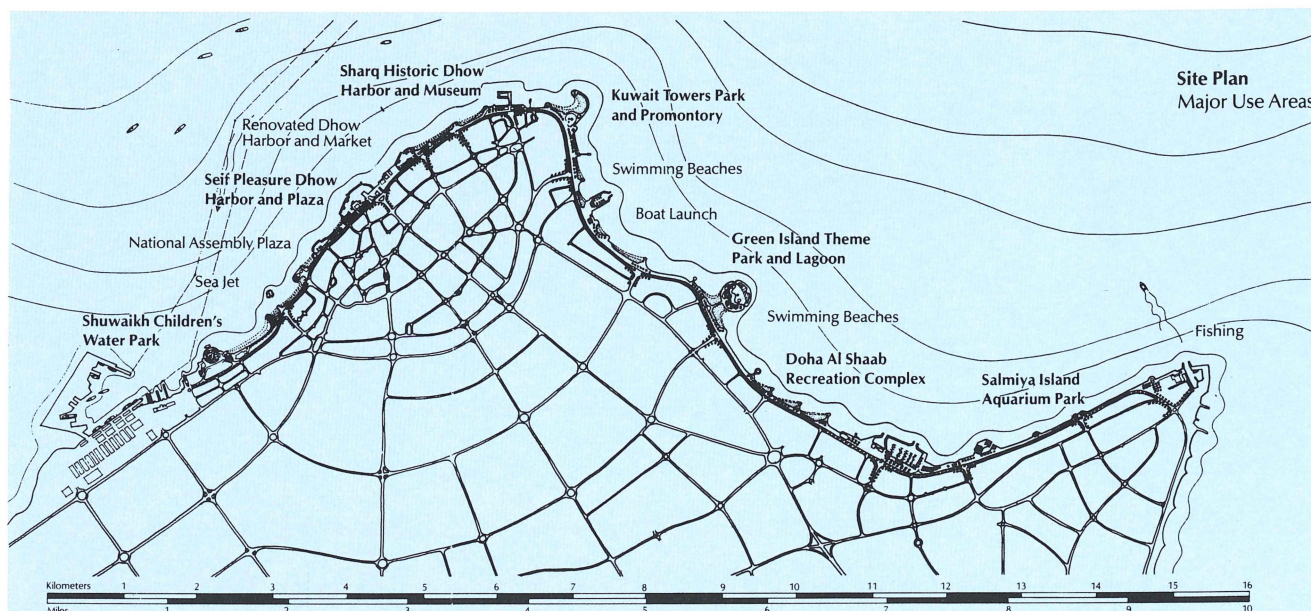 Site Plan
Major Use Areas
Sharq Historic Dhow
Harbor and Museum
Kuwait Towers Park
and Promontory
Renovated Dhow
Harbor and Market
Swimming Beaches
Seif Pleasure Dhow
Harbor and Plaza
Boat Launch
National Assembly Plaza
Green Island Theme
Park and Lagoon
Sea Jet
Swimming Beaches
Shuwaikh Children's
Water Park
Fishing
Doha Al Shaab
Recreation Complex
Salmiya Island
Aquarium Park
Kilometers 1 2 3 4 5 6 7 8 9 10 11 12 13 14 15 16
Miles 1 2 3 4 5 6 7 8 9 10